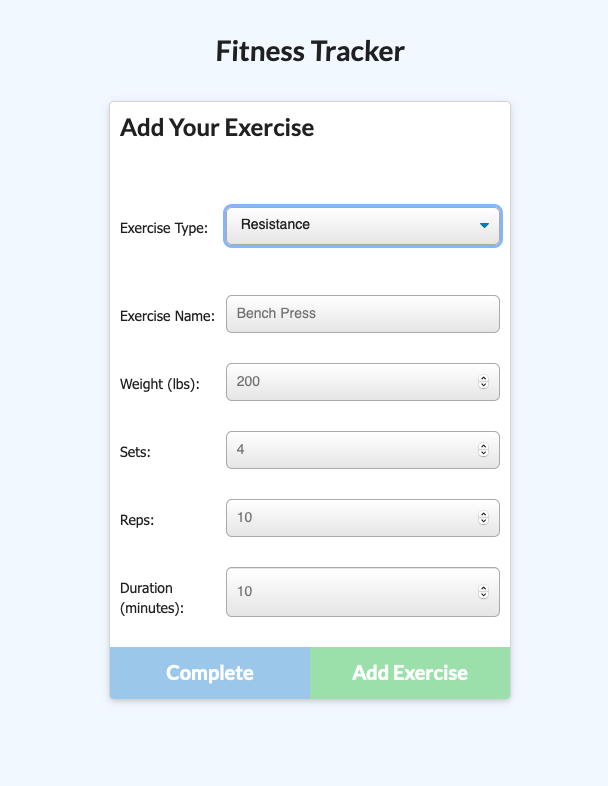 Fitness Tracker
Add Your Exercise
Exercise Type: Resistance
Exercise Name: Bench Press
Weight (lbs): 200
Sets: 4
Reps: 10
Duration
(minutes): 10
Complete Add Exercise